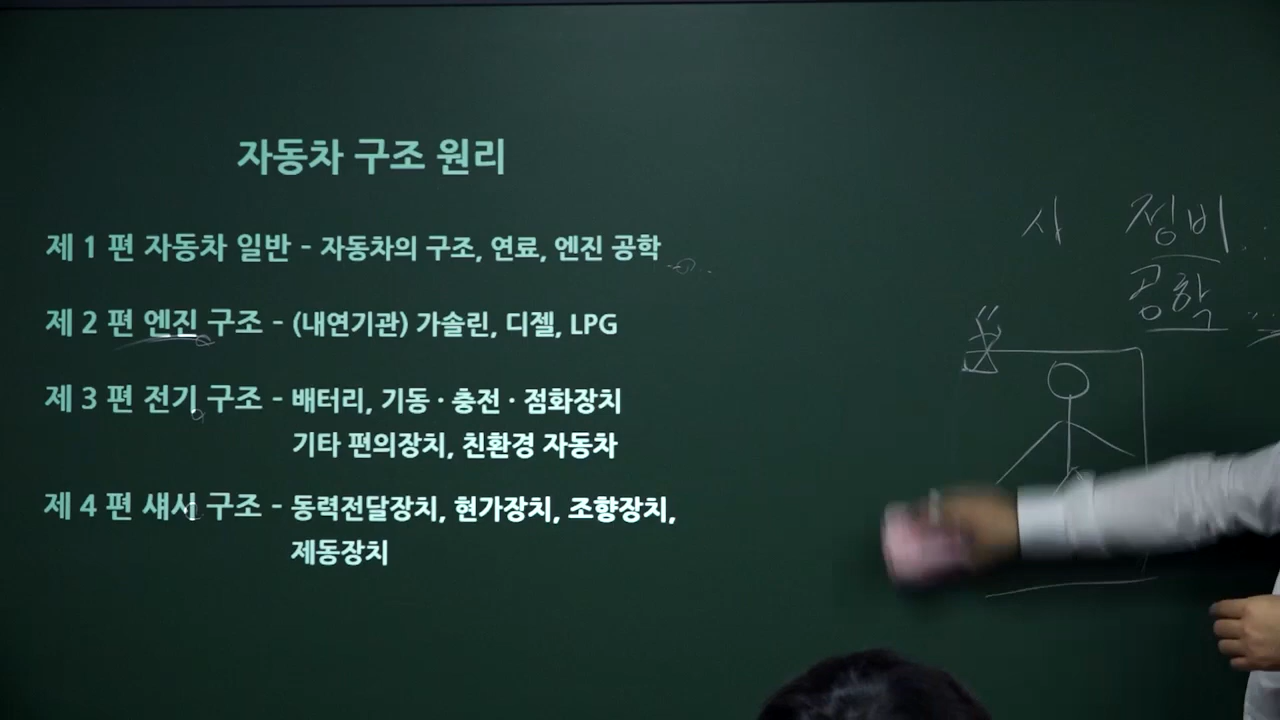 자동차 구조 원리
제 1 편 자동차 일반 - 자동차의 구조, 연료, 엔진 공학
제 2 편 엔진 구조 - (내연기관) 가솔린, 디젤, LPG
제 3 편 전기 구조 - 배터리, 기동 · 충전 · 점화장치
기타 편의장치, 친환경 자동차
제 4 편 섀시 구조 - 동력전달장치, 현가장치, 조향장치,
제동장치
정비
공학